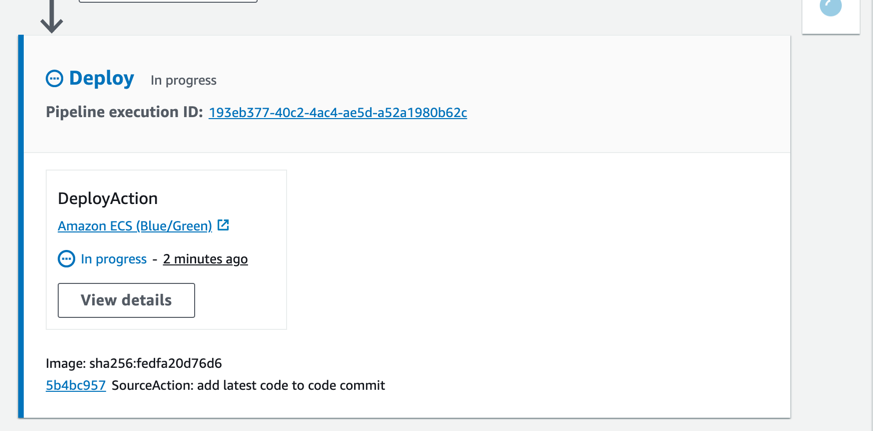 Deploy In progress
Pipeline execution ID: 193eb377-40c2-4ac4-ae5d-a52a1980b62c
DeployAction
Amazon ECS (Blue/Green)
In progress - 2 minutes ago
View details
Image: sha256:fedfa20d76d6
5b4bc957 SourceAction: add latest code to code commit